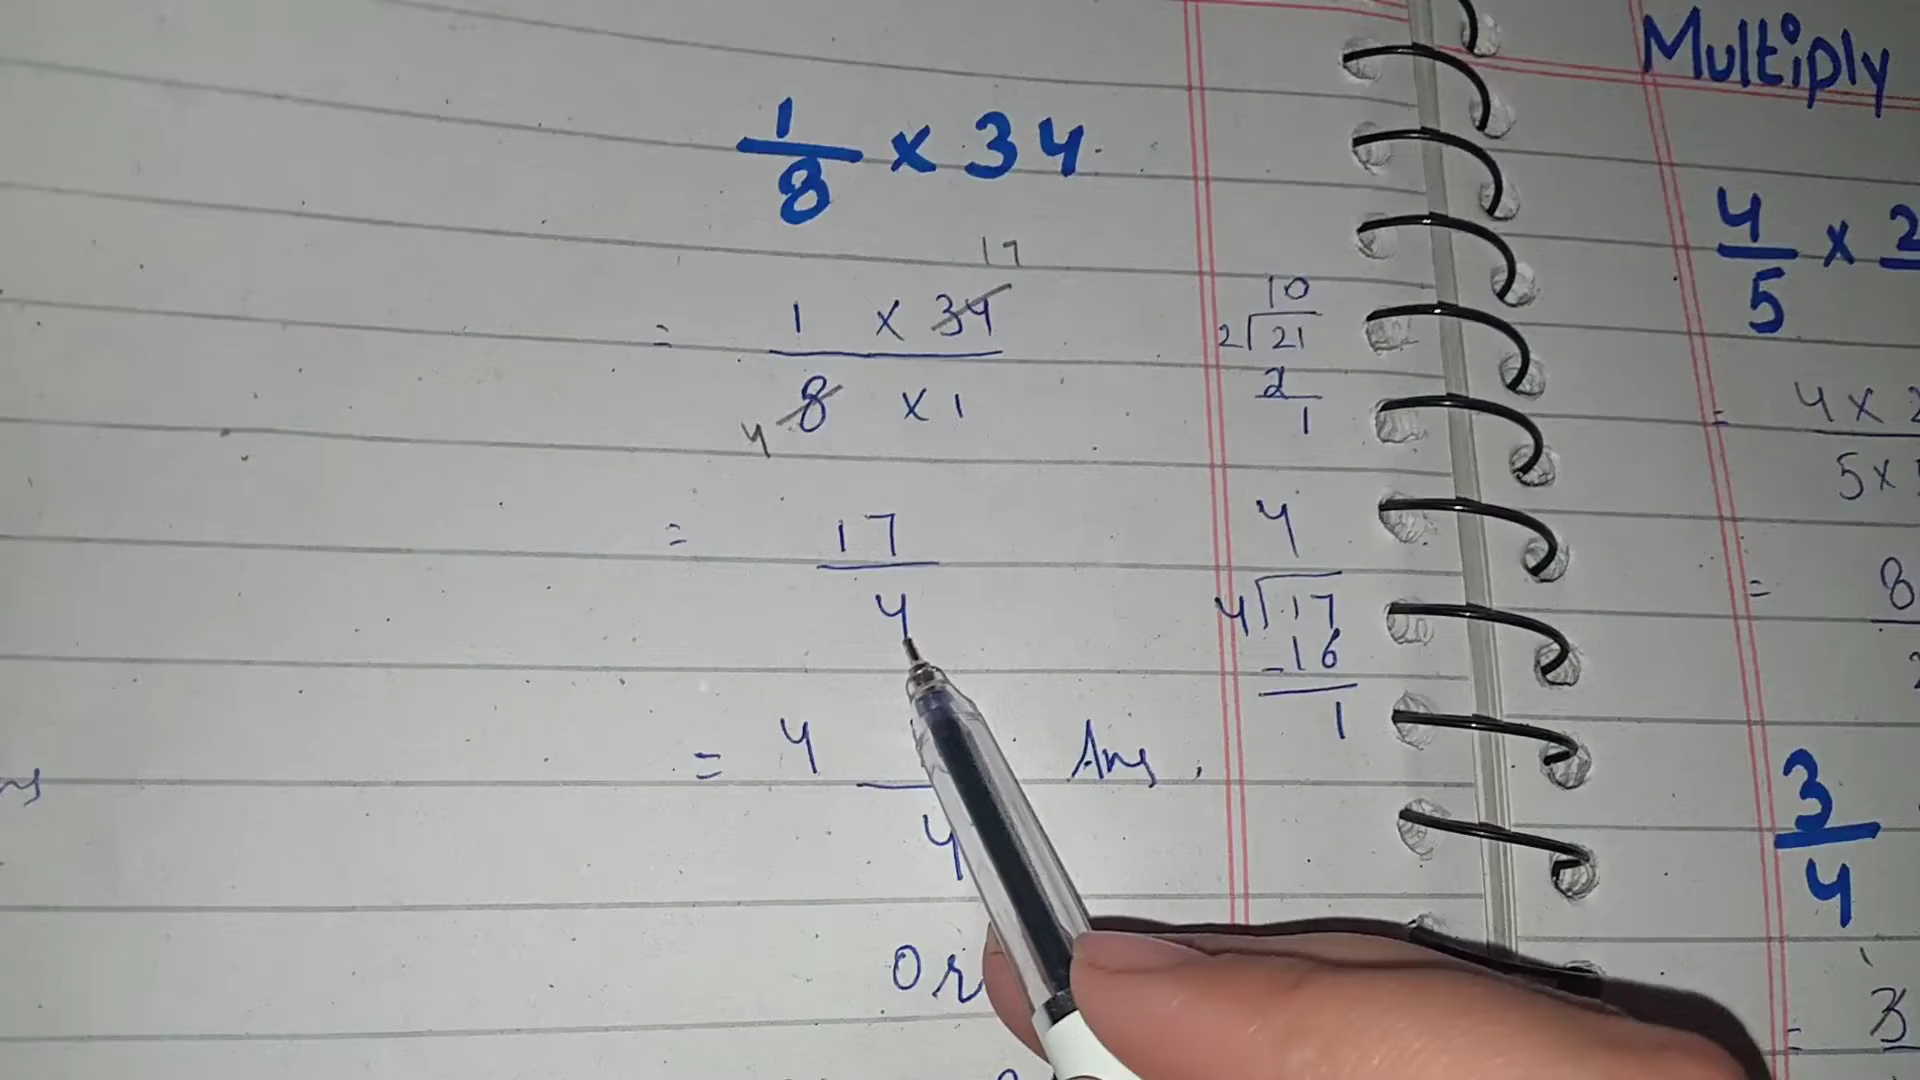 1/8 x 34
17
= 1 x 34
8 x 1
4
= 17/4
= 4 /4 Ans.
Or
10
2 21
2
1
4
4 17
-16
1
Multiply
4/5 x 2
= 4 x 2
5 x
= 8
3/4
= 3